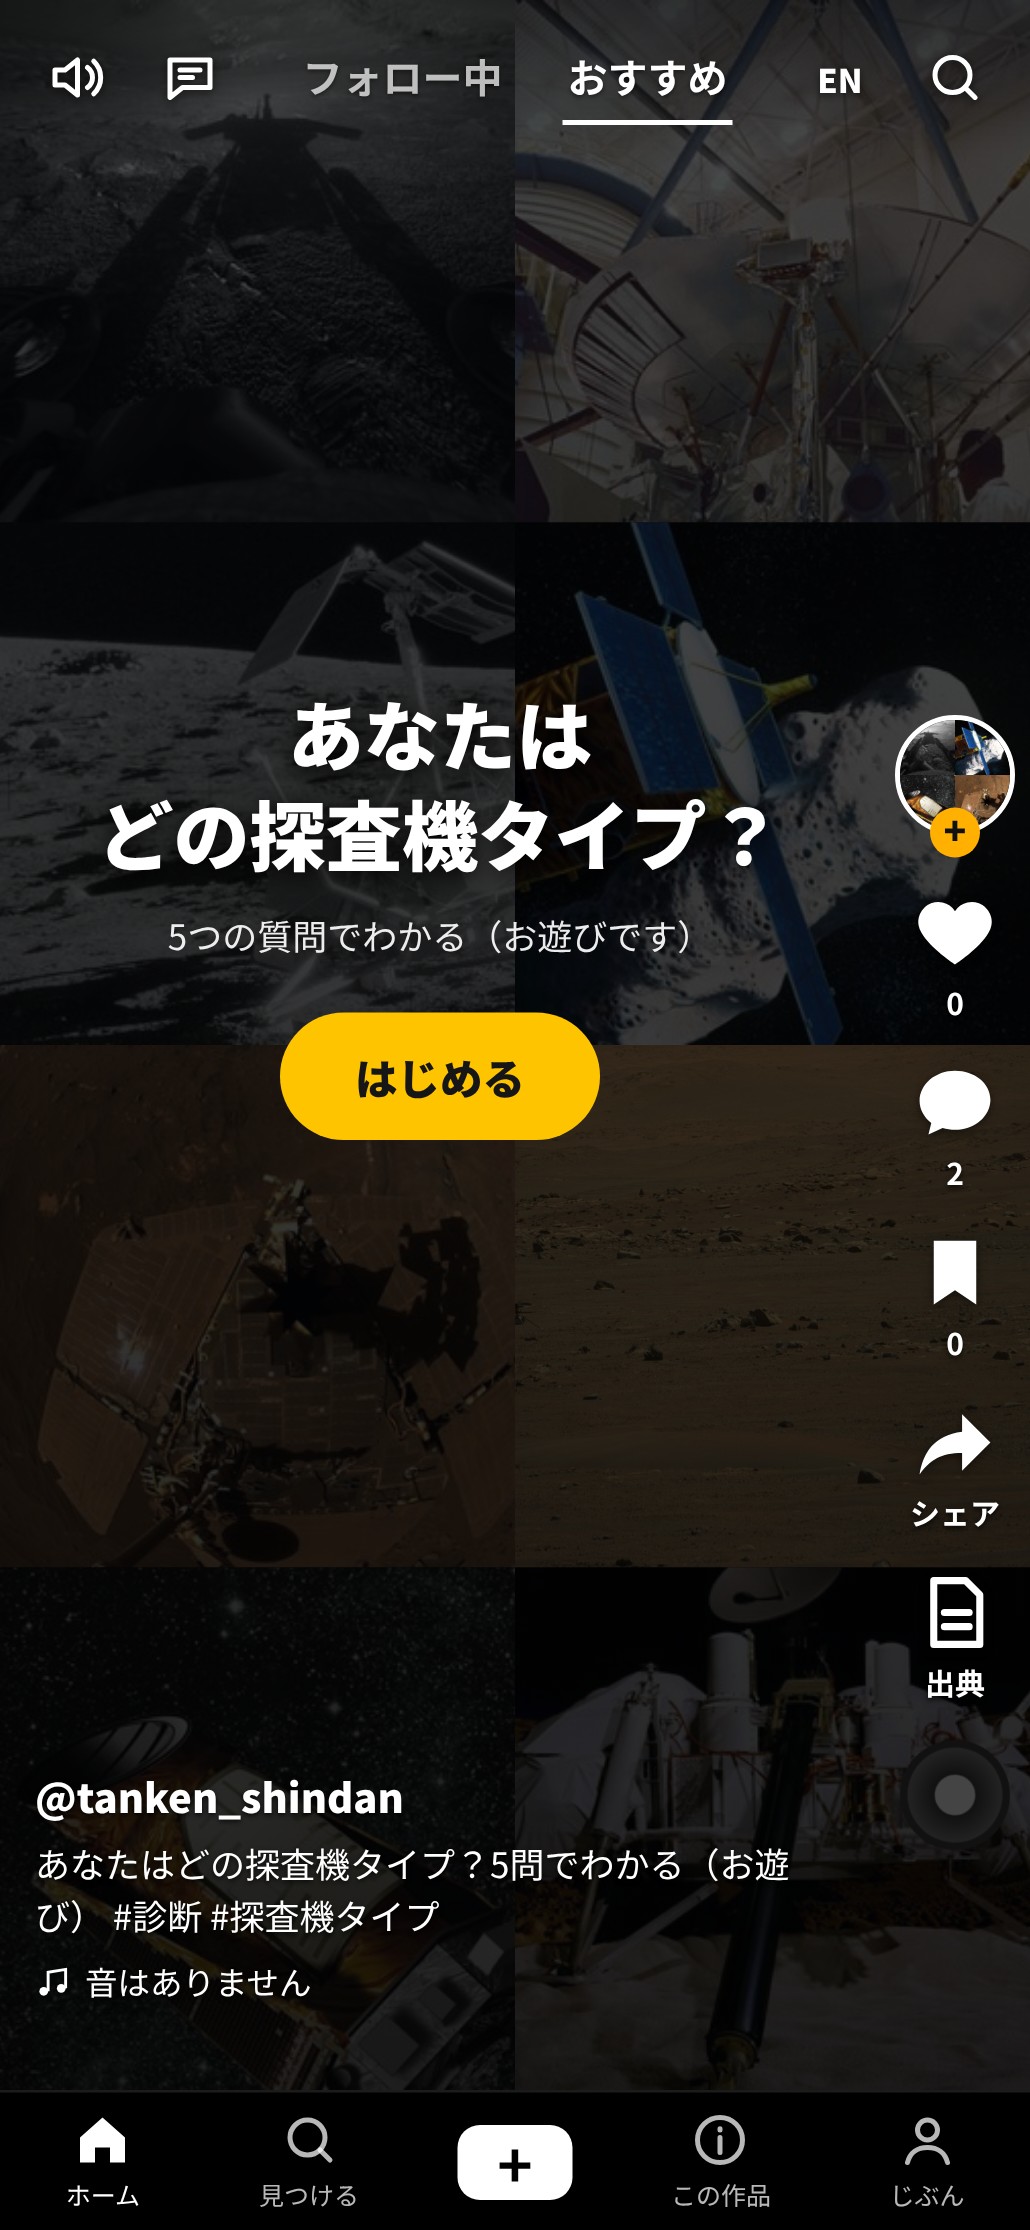 フォロー中
おすすめ
EN
あなたは
どの探査機タイプ？
5つの質問でわかる（お遊びです）
はじめる
0
2
0
シェア
出典
@tanken_shindan
あなたはどの探査機タイプ？5問でわかる（お遊
び） #診断 #探査機タイプ
音はありません
ホーム
見つける
この作品
じぶん